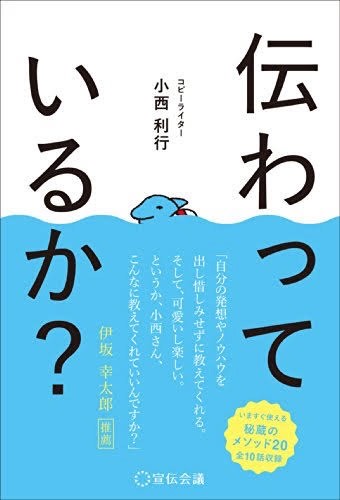 伝わって
いるか?
コピーライター
小西 利行
「自分の発想やノウハウを
出し惜しみせずに教えてくれる。
そして、可愛いし楽しい。
というか、小西さん、
こんなに教えてくれていいんですか?」
伊坂 幸太郎 推薦
いますぐ使える
秘蔵の
メソッド20
全10話収録
宣伝会議